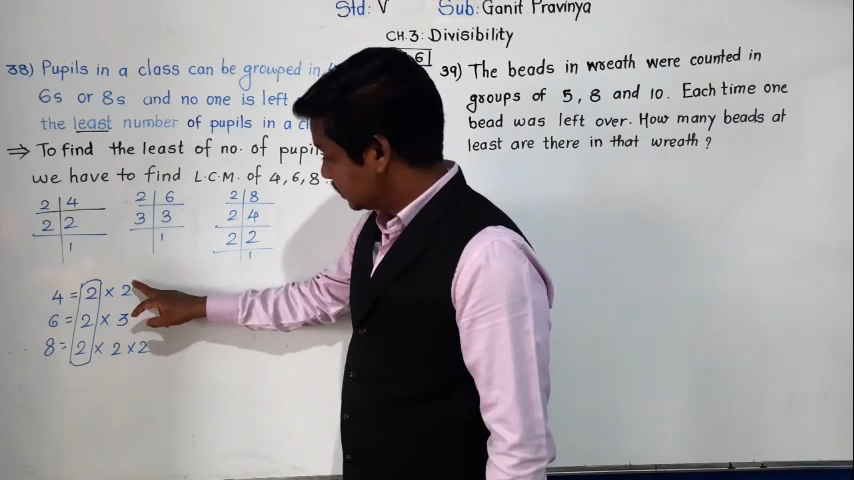 Std: V Sub: Ganit Pravinya
CH.3: Divisibility
6
38) Pupils in a class can be grouped in
6s or 8s and no one is left
the least number of pupils in a
⇒ To find the least of no. of
we have to find L.C.M. of 4, 6, 8.
2 | 4
2 | 2
1
2 | 6
3 | 3
1
2 | 8
2 | 4
2 | 2
1
4 = 2 × 2
6 = 2 × 3
8 = 2 × 2 × 2
39) The beads in wreath were counted in
groups of 5, 8 and 10. Each time one
bead was left over. How many beads at
least are there in that wreath ?